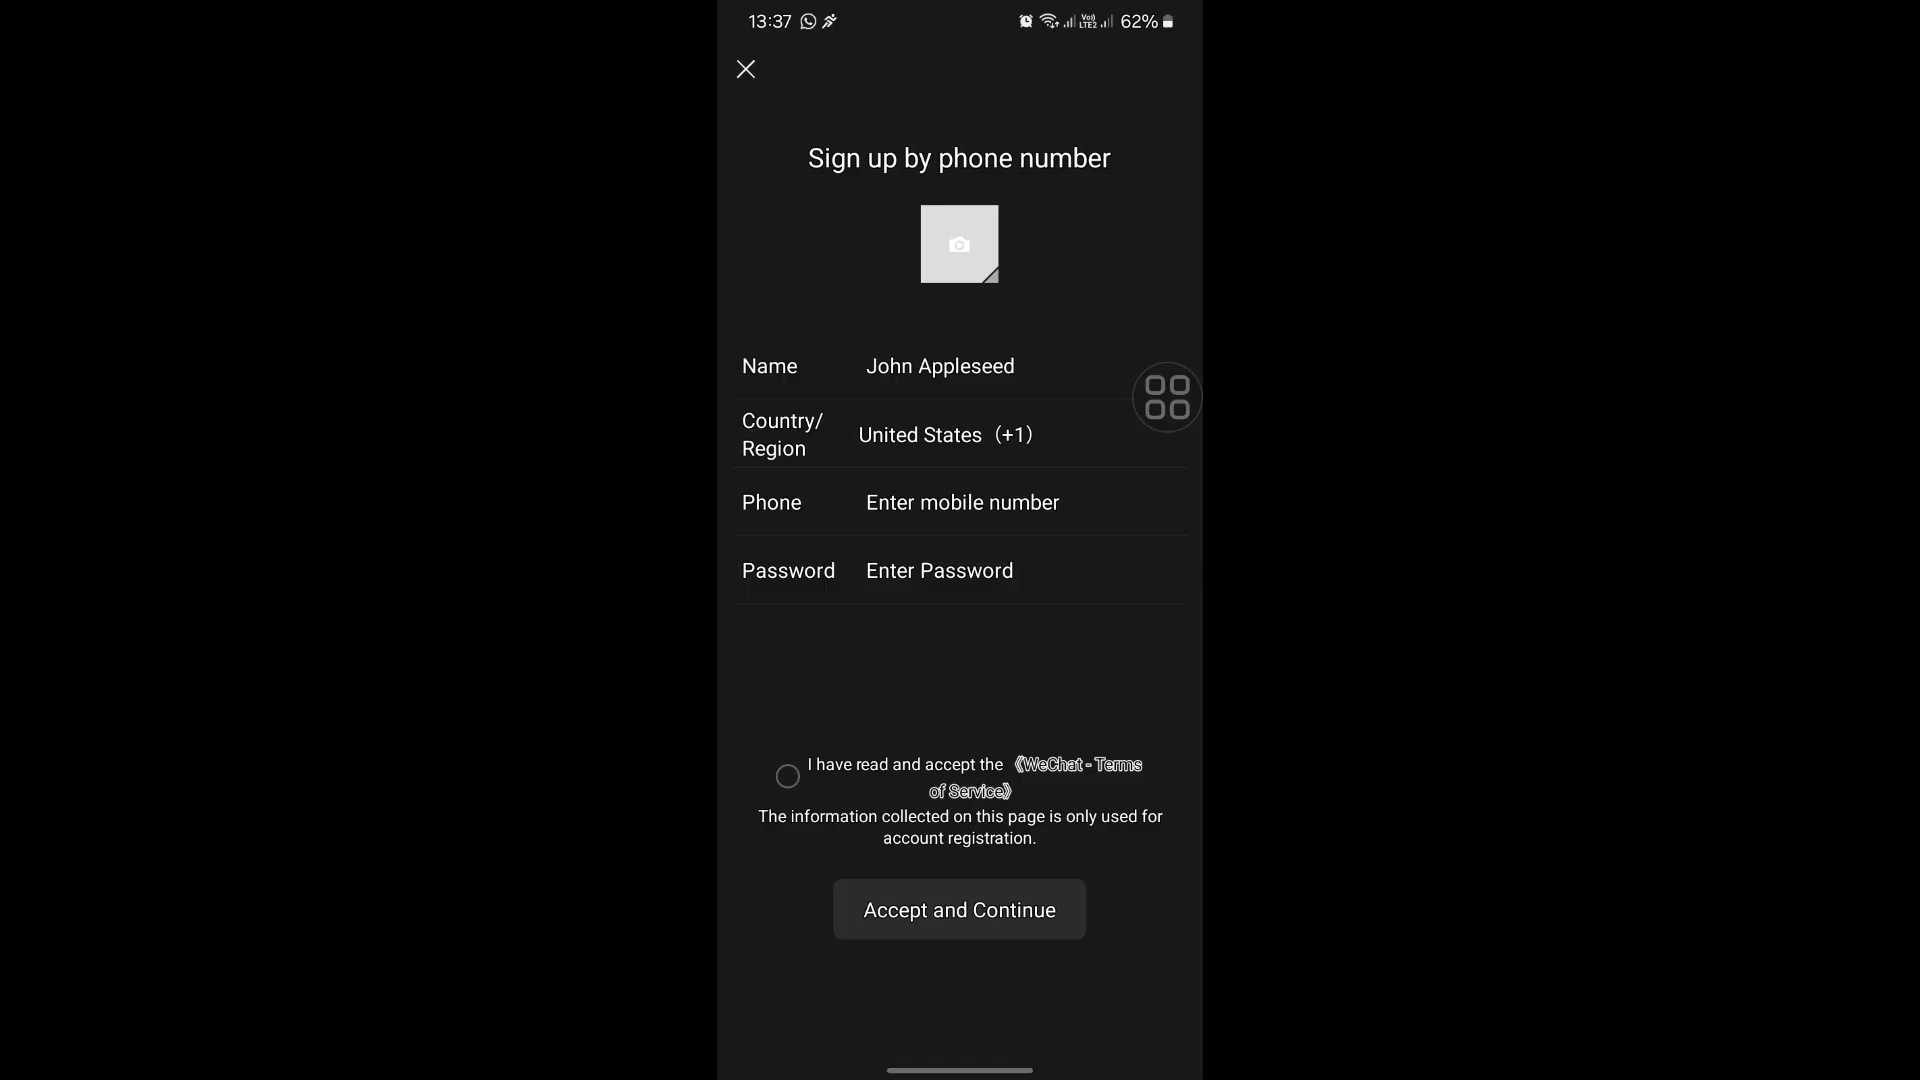 13:37 Vo)) LTE2 62%
Sign up by phone number
Name John Appleseed
Country/
Region United States（+1）
Phone Enter mobile number
Password Enter Password
I have read and accept the 《WeChat - Terms
of Service》
The information collected on this page is only used for
account registration.
Accept and Continue